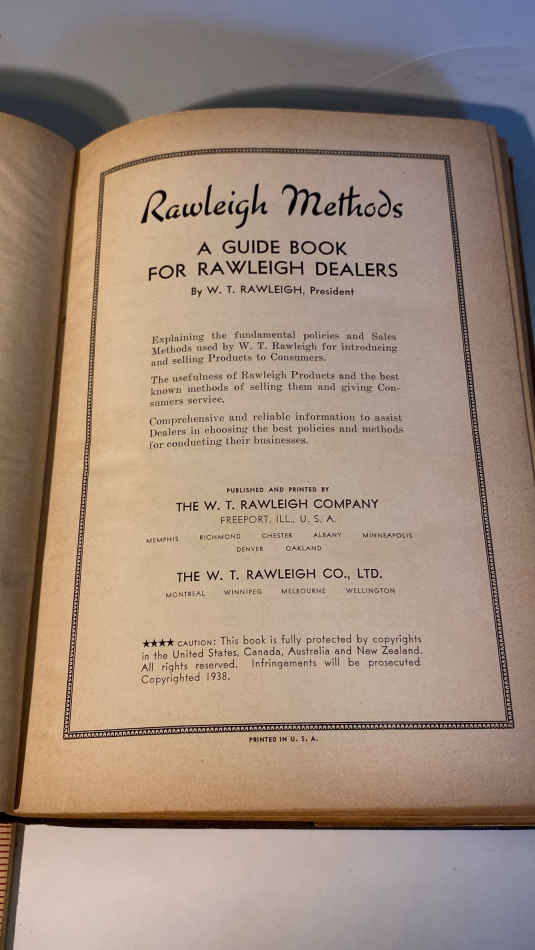 Rawleigh Methods
A GUIDE BOOK
FOR RAWLEIGH DEALERS
By W. T. RAWLEIGH, President
Explaining the fundamental policies and Sales
Methods used by W. T. Rawleigh for introducing
and selling Products to Consumers.
The usefulness of Rawleigh Products and the best
known methods of selling them and giving Con-
sumers service.
Comprehensive and reliable information to assist
Dealers in choosing the best policies and methods
for conducting their businesses.
PUBLISHED AND PRINTED BY
THE W. T. RAWLEIGH COMPANY
FREEPORT, ILL., U. S. A.
MEMPHIS RICHMOND CHESTER ALBANY MINNEAPOLIS
DENVER OAKLAND
THE W. T. RAWLEIGH CO., LTD.
MONTREAL WINNIPEG MELBOURNE WELLINGTON
★★★★ CAUTION: This book is fully protected by copyrights
in the United States, Canada, Australia and New Zealand.
All rights reserved. Infringements will be prosecuted
Copyrighted 1938.
PRINTED IN U. S. A.